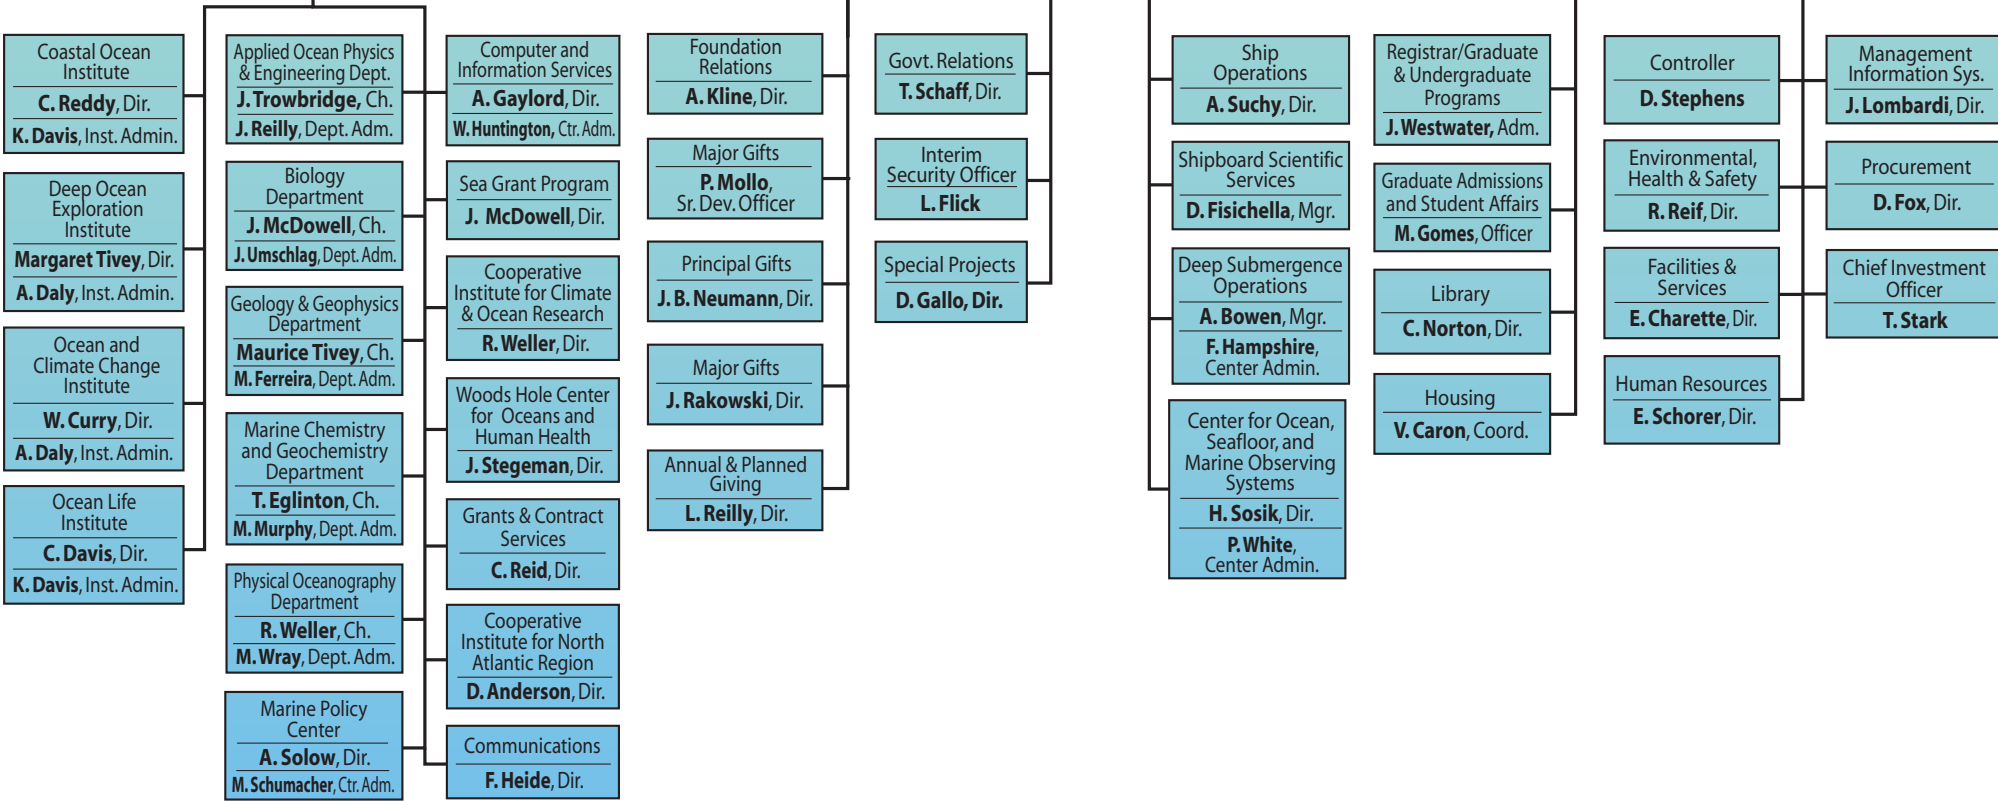 Coastal Ocean
Institute
C. Reddy, Dir.
K. Davis, Inst. Admin.
Deep Ocean
Exploration
Institute
Margaret Tivey, Dir.
A. Daly, Inst. Admin.
Ocean and
Climate Change
Institute
W. Curry, Dir.
A. Daly, Inst. Admin.
Ocean Life
Institute
C. Davis, Dir.
K. Davis, Inst. Admin.
Applied Ocean Physics
& Engineering Dept.
J. Trowbridge, Ch.
J. Reilly, Dept. Adm.
Biology
Department
J. McDowell, Ch.
J. Umschlag, Dept. Adm.
Geology & Geophysics
Department
Maurice Tivey, Ch.
M. Ferreira, Dept. Adm.
Marine Chemistry
and Geochemistry
Department
T. Eglinton, Ch.
M. Murphy, Dept. Adm.
Physical Oceanography
Department
R. Weller, Ch.
M. Wray, Dept. Adm.
Marine Policy
Center
A. Solow, Dir.
M. Schumacher, Ctr. Adm.
Computer and
Information Services
A. Gaylord, Dir.
W. Huntington, Ctr. Adm.
Sea Grant Program
J. McDowell, Dir.
Cooperative
Institute for Climate
& Ocean Research
R. Weller, Dir.
Woods Hole Center
for Oceans and
Human Health
J. Stegeman, Dir.
Grants & Contract
Services
C. Reid, Dir.
Cooperative
Institute for North
Atlantic Region
D. Anderson, Dir.
Communications
F. Heide, Dir.
Foundation
Relations
A. Kline, Dir.
Major Gifts
P. Mollo,
Sr. Dev. Officer
Principal Gifts
J. B. Neumann, Dir.
Major Gifts
J. Rakowski, Dir.
Annual & Planned
Giving
L. Reilly, Dir.
Govt. Relations
T. Schaff, Dir.
Interim
Security Officer
L. Flick
Special Projects
D. Gallo, Dir.
Ship
Operations
A. Suchy, Dir.
Shipboard Scientific
Services
D. Fisichella, Mgr.
Deep Submergence
Operations
A. Bowen, Mgr.
F. Hampshire,
Center Admin.
Center for Ocean,
Seafloor, and
Marine Observing
Systems
H. Sosik, Dir.
P. White,
Center Admin.
Registrar/Graduate
& Undergraduate
Programs
J. Westwater, Adm.
Graduate Admissions
and Student Affairs
M. Gomes, Officer
Library
C. Norton, Dir.
Housing
V. Caron, Coord.
Controller
D. Stephens
Environmental,
Health & Safety
R. Reif, Dir.
Facilities &
Services
E. Charette, Dir.
Human Resources
E. Schorer, Dir.
Management
Information Sys.
J. Lombardi, Dir.
Procurement
D. Fox, Dir.
Chief Investment
Officer
T. Stark